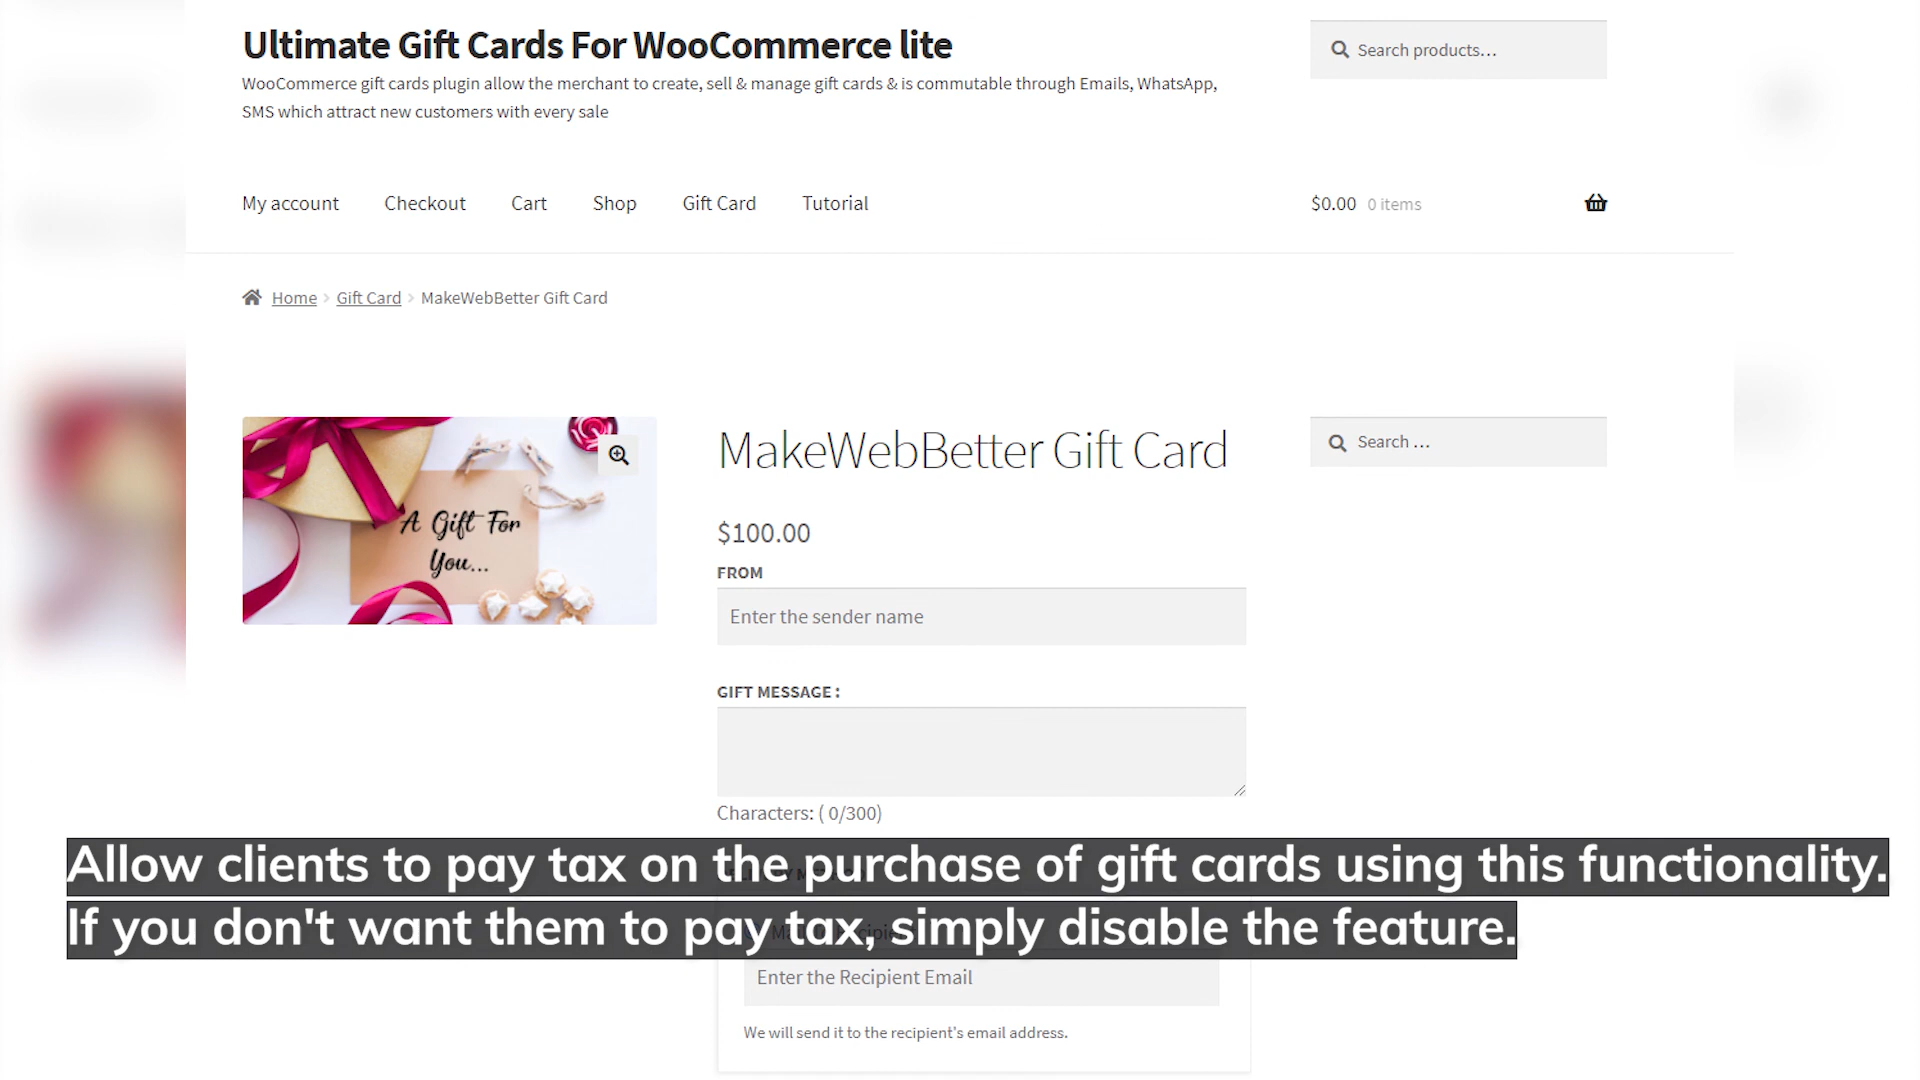 Ultimate Gift Cards For WooCommerce lite
WooCommerce gift cards plugin allow the merchant to create, sell & manage gift cards & is commutable through Emails, WhatsApp,
SMS which attract new customers with every sale
Search products...
My account Checkout Cart Shop Gift Card Tutorial $0.00 0 items
Home > Gift Card > MakeWebBetter Gift Card
A Gift For
You...
MakeWebBetter Gift Card
Search ...
$100.00
FROM
Enter the sender name
GIFT MESSAGE :
Characters: ( 0/300)
Allow clients to pay tax on the purchase of gift cards using this functionality.
If you don't want them to pay tax, simply disable the feature.
Enter the Recipient Email
We will send it to the recipient's email address.